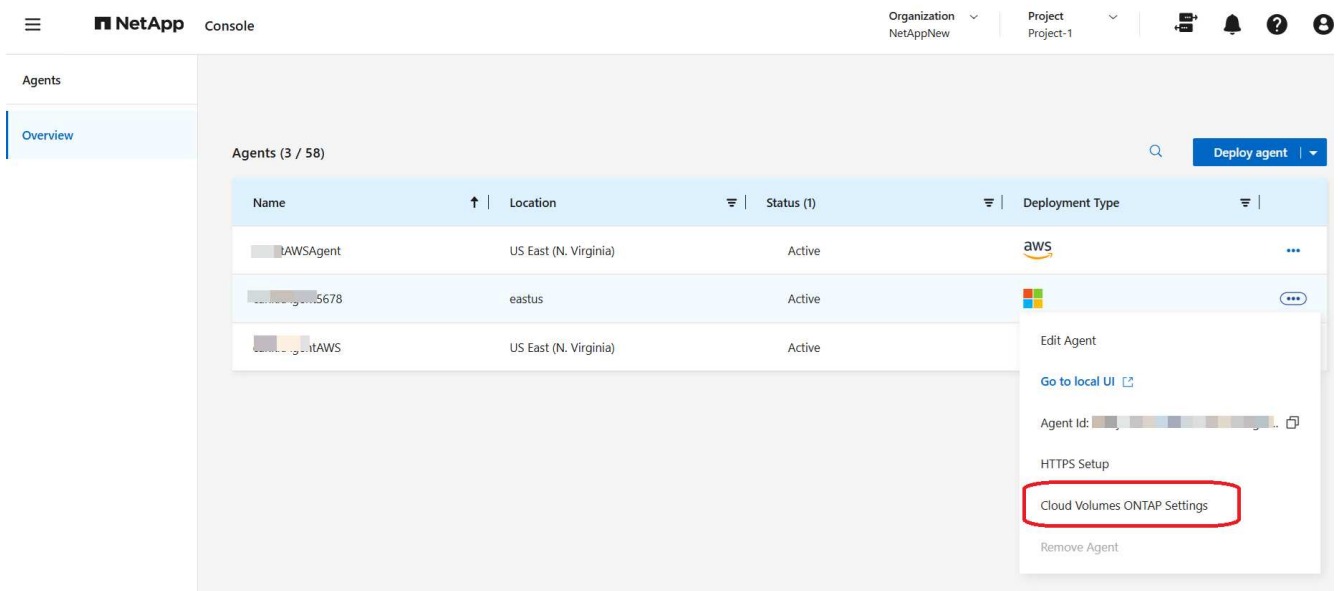 NetApp Console
Organization
NetAppNew
Project
Project-1
Agents
Overview
Agents (3 / 58)
Deploy agent
Name Location Status (1) Deployment Type
tAWSAgent US East (N. Virginia) Active aws
5678 eastus Active
ntAWS US East (N. Virginia) Active
Edit Agent
Go to local UI
Agent Id:
HTTPS Setup
Cloud Volumes ONTAP Settings
Remove Agent